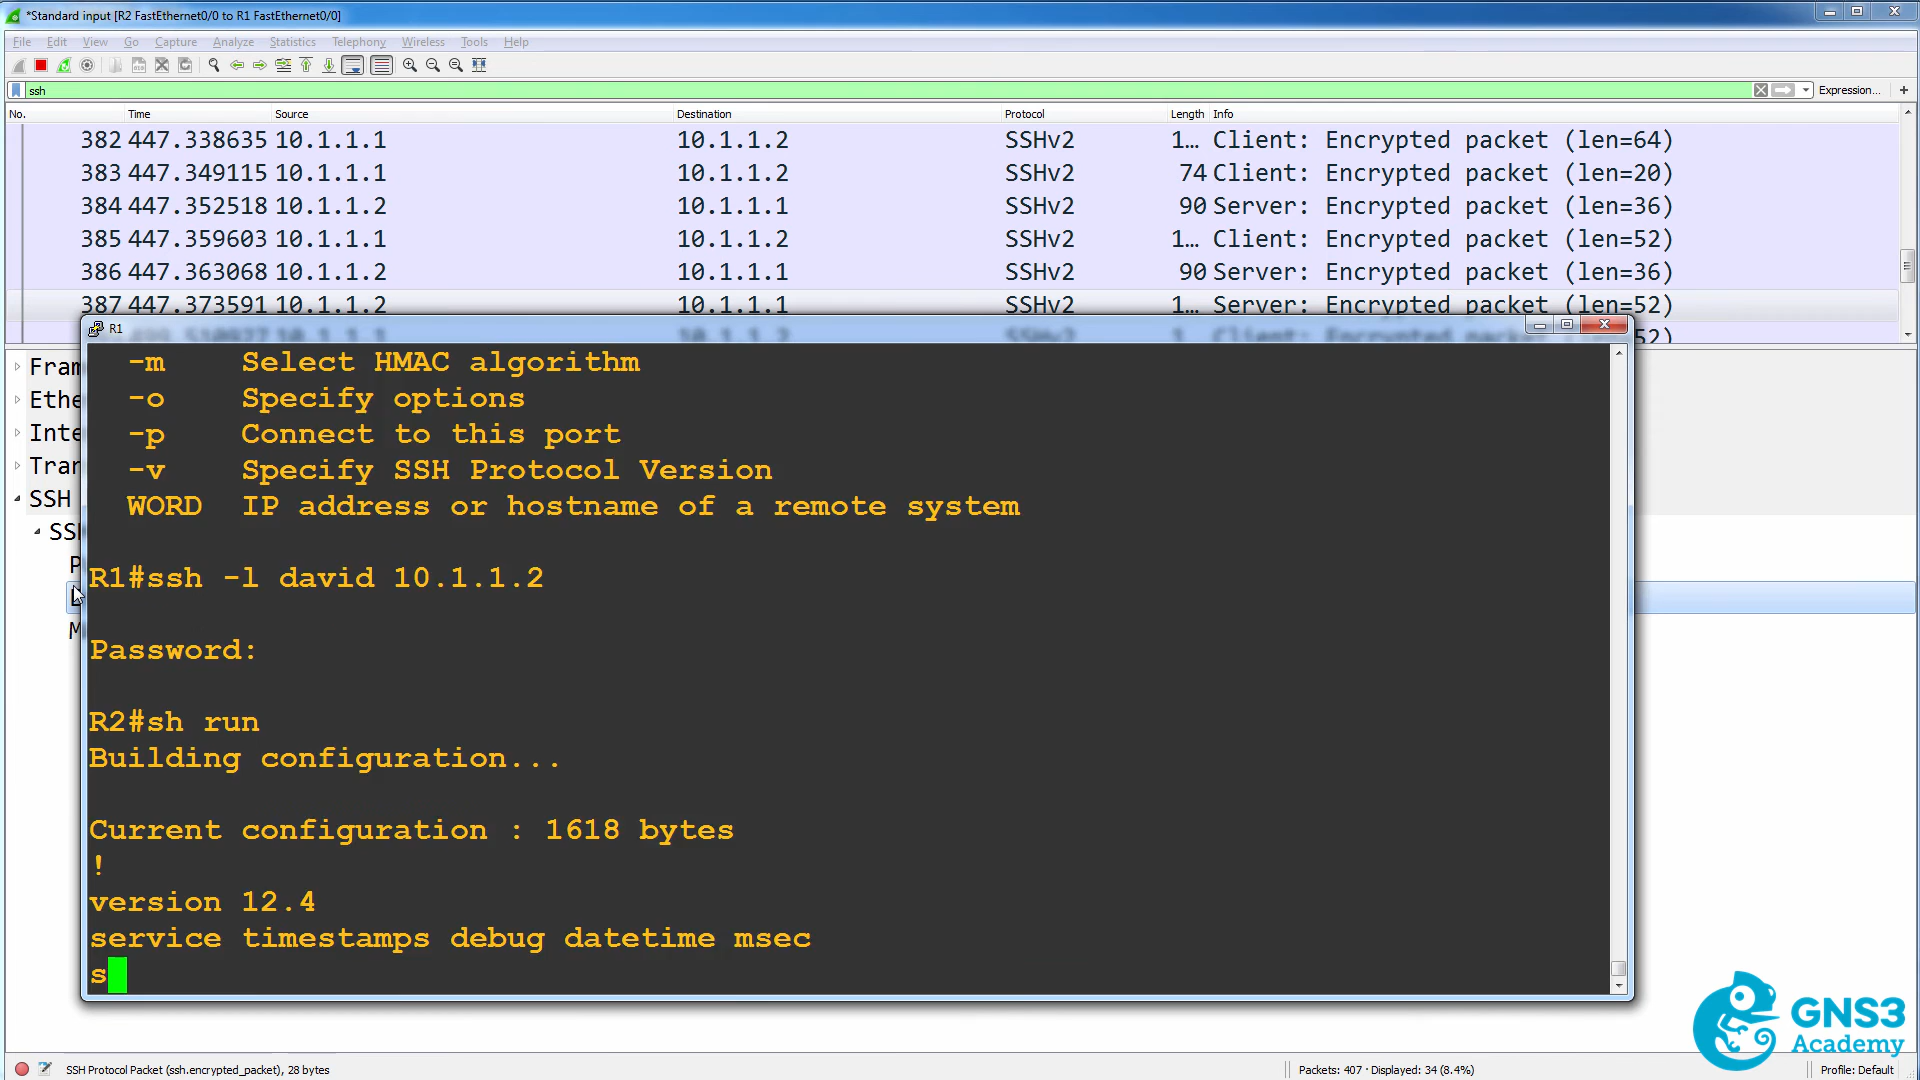 *Standard input [R2 FastEthernet0/0 to R1 FastEthernet0/0]
File Edit View Go Capture Analyze Statistics Telephony Wireless Tools Help
ssh
Expression... +
No. Time Source Destination Protocol Length Info
382 447.338635 10.1.1.1 10.1.1.2 SSHv2 1... Client: Encrypted packet (len=64)
383 447.349115 10.1.1.1 10.1.1.2 SSHv2 74 Client: Encrypted packet (len=20)
384 447.352518 10.1.1.2 10.1.1.1 SSHv2 90 Server: Encrypted packet (len=36)
385 447.359603 10.1.1.1 10.1.1.2 SSHv2 1... Client: Encrypted packet (len=52)
386 447.363068 10.1.1.2 10.1.1.1 SSHv2 90 Server: Encrypted packet (len=36)
387 447.373591 10.1.1.2 10.1.1.1 SSHv2 1... Server: Encrypted packet (len=52)
52)
R1
Fram
Ethe
Inte
Tran
SSH
SSH
P
M
-m Select HMAC algorithm
-o Specify options
-p Connect to this port
-v Specify SSH Protocol Version
WORD IP address or hostname of a remote system
R1#ssh -l david 10.1.1.2
Password:
R2#sh run
Building configuration...
Current configuration : 1618 bytes
!
version 12.4
service timestamps debug datetime msec
s
GNS3
Academy
SSH Protocol Packet (ssh.encrypted_packet), 28 bytes
Packets: 407 · Displayed: 34 (8.4%)
Profile: Default